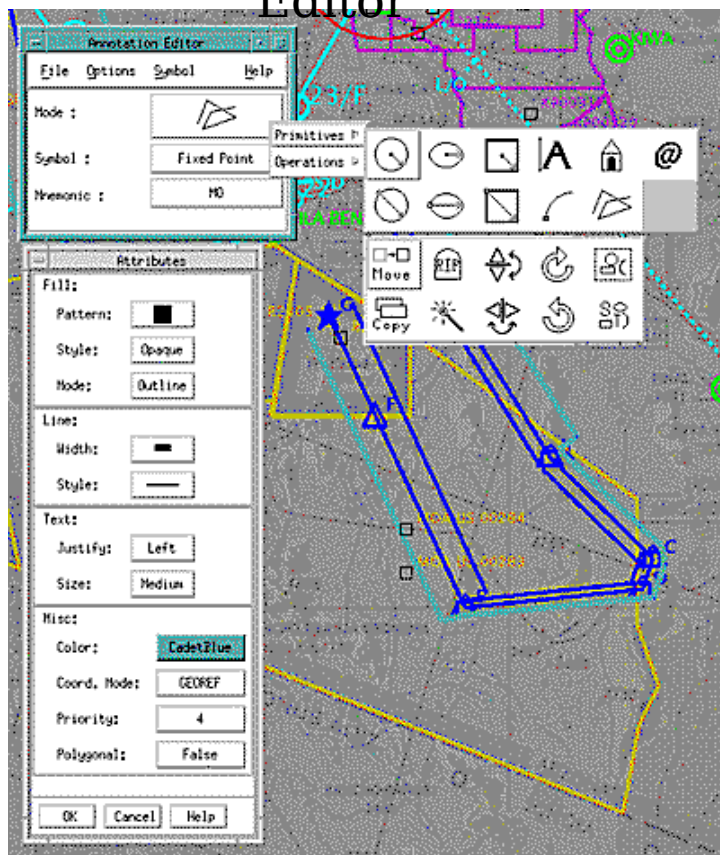 Editor
Annotation Editor
File Options Symbol Help
Mode :
Symbol : Fixed Point
Mnemonic : MO
Primitives
Operations
A @
Move RIP
Copy
Attributes
Fill:
Pattern:
Style: Opaque
Mode: Outline
Line:
Width:
Style:
Text:
Justify: Left
Size: Medium
Misc:
Color: CadetBlue
Coord. Mode: GEOREF
Priority: 4
Polygonal: False
OK Cancel Help
23/F
C